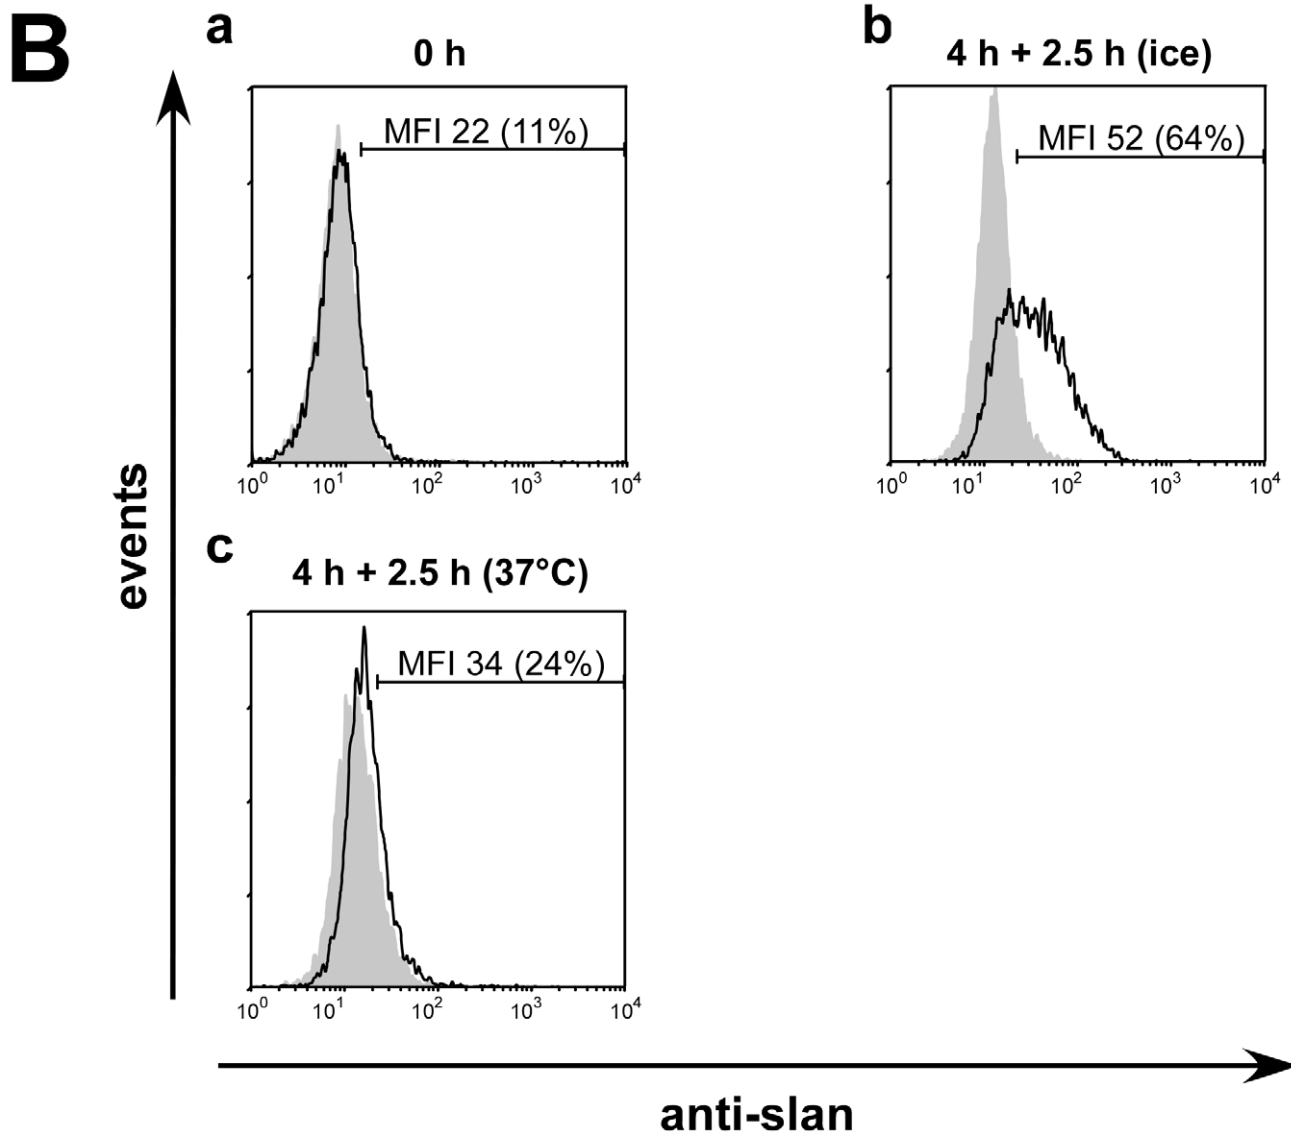 B
a
0 h
MFI 22 (11%)
10⁰ 10¹ 10² 10³ 10⁴
b
4 h + 2.5 h (ice)
MFI 52 (64%)
10⁰ 10¹ 10² 10³ 10⁴
c
4 h + 2.5 h (37°C)
MFI 34 (24%)
10⁰ 10¹ 10² 10³ 10⁴
events
anti-slan